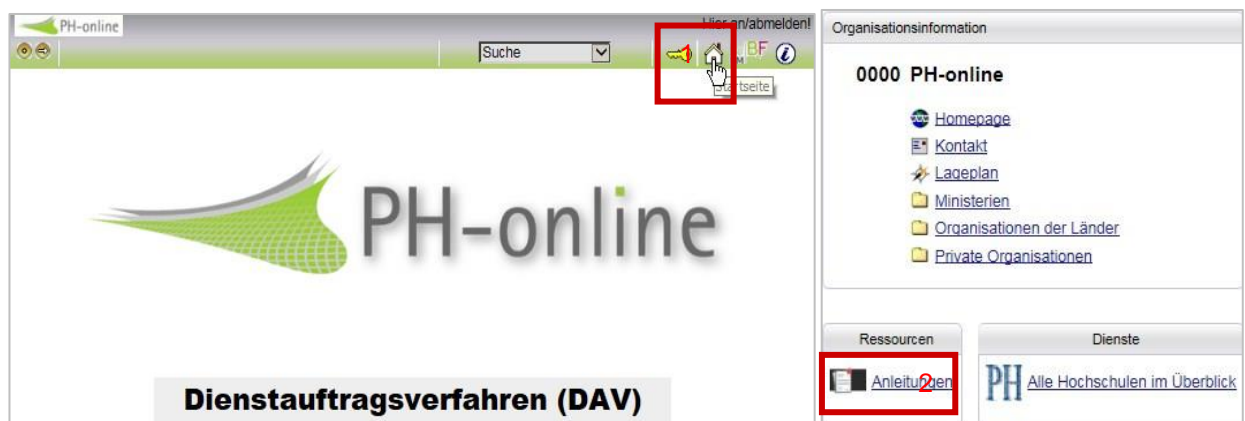 PH-online
Hier an/abmelden!
Suche
1
BF
M
Startseite
PH-online
Dienstauftragsverfahren (DAV)
Organisationsinformation
0000 PH-online
Homepage
Kontakt
Lageplan
Ministerien
Organisationen der Länder
Private Organisationen
Ressourcen
Anleitungen
2
Dienste
PH Alle Hochschulen im Überblick